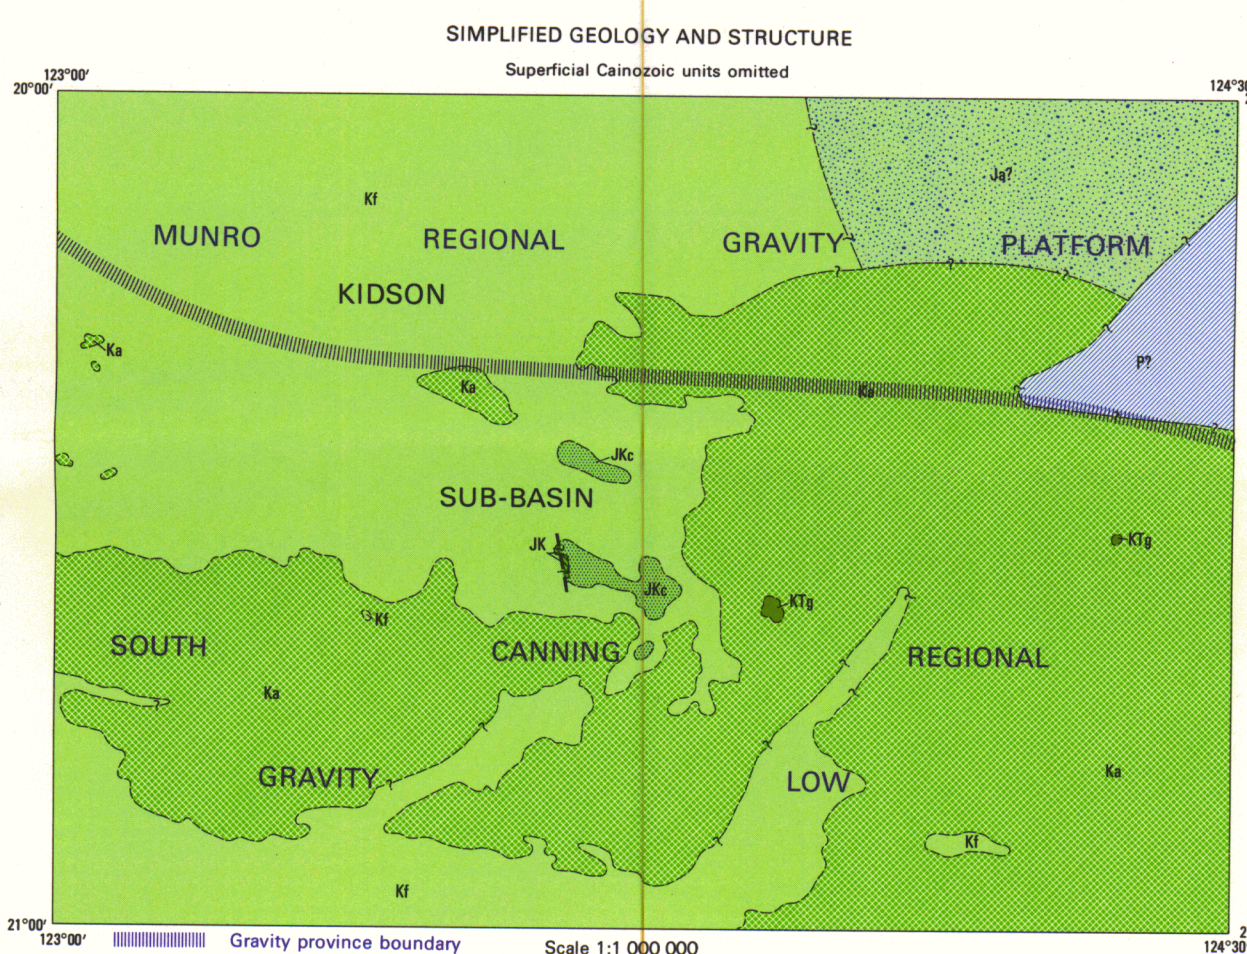 SIMPLIFIED GEOLOGY AND STRUCTURE
Superficial Cainozoic units omitted
123°00'
20°00'
124°30
Ja?
Kf
MUNRO REGIONAL GRAVITY PLATFORM
KIDSON
Ka
P?
Ka
Ka
JKc
SUB-BASIN
JK
KTg
JKc
KTg
Kf
SOUTH CANNING REGIONAL
Ka
GRAVITY LOW
Ka
Kf
Kf
21°00'
123°00'
Gravity province boundary
Scale 1:1 000 000
124°30'